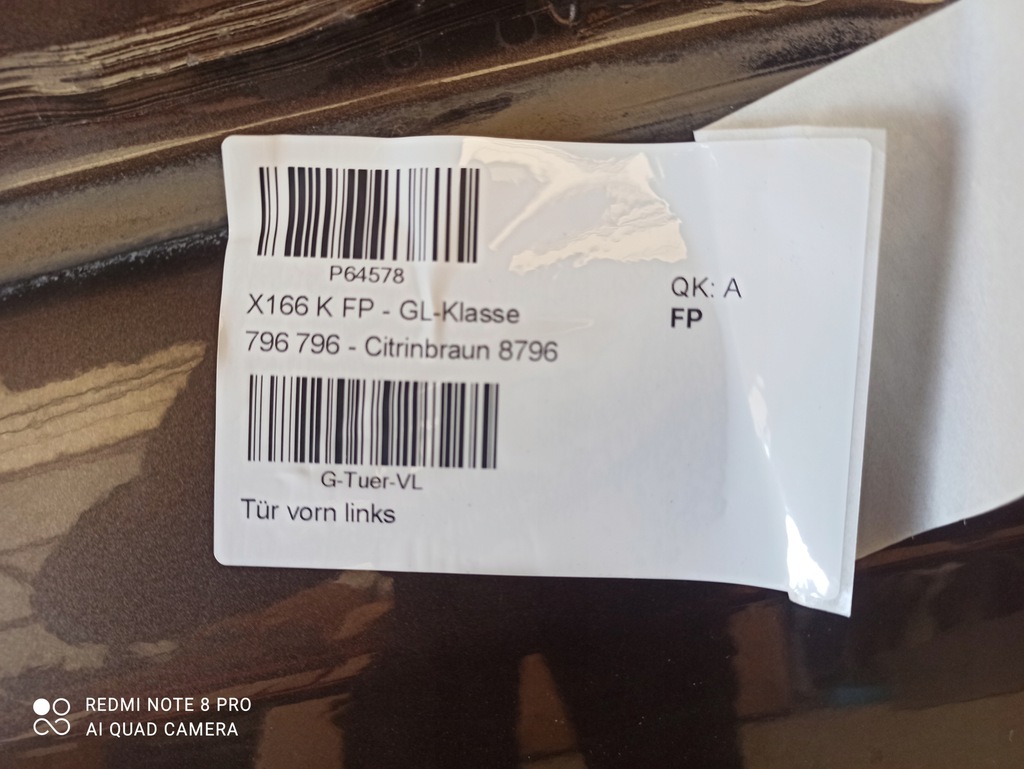 P64578
X166 K FP - GL-Klasse
796 796 - Citrinbraun 8796
QK: A
FP
G-Tuer-VL
Tür vorn links
REDMI NOTE 8 PRO
AI QUAD CAMERA